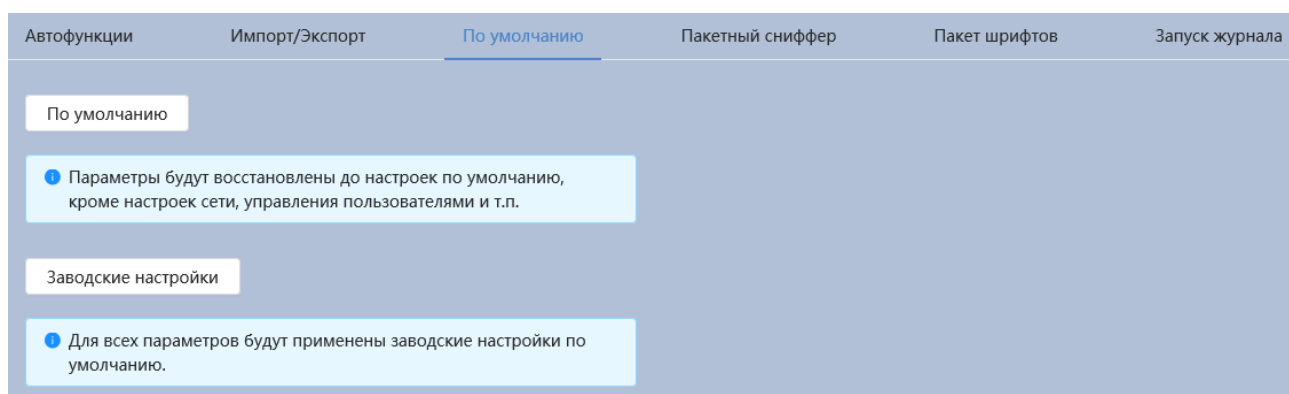 Автофункции Импорт/Экспорт По умолчанию Пакетный сниффер Пакет шрифтов Запуск журнала
По умолчанию
Параметры будут восстановлены до настроек по умолчанию,
кроме настроек сети, управления пользователями и т.п.
Заводские настройки
Для всех параметров будут применены заводские настройки по
умолчанию.